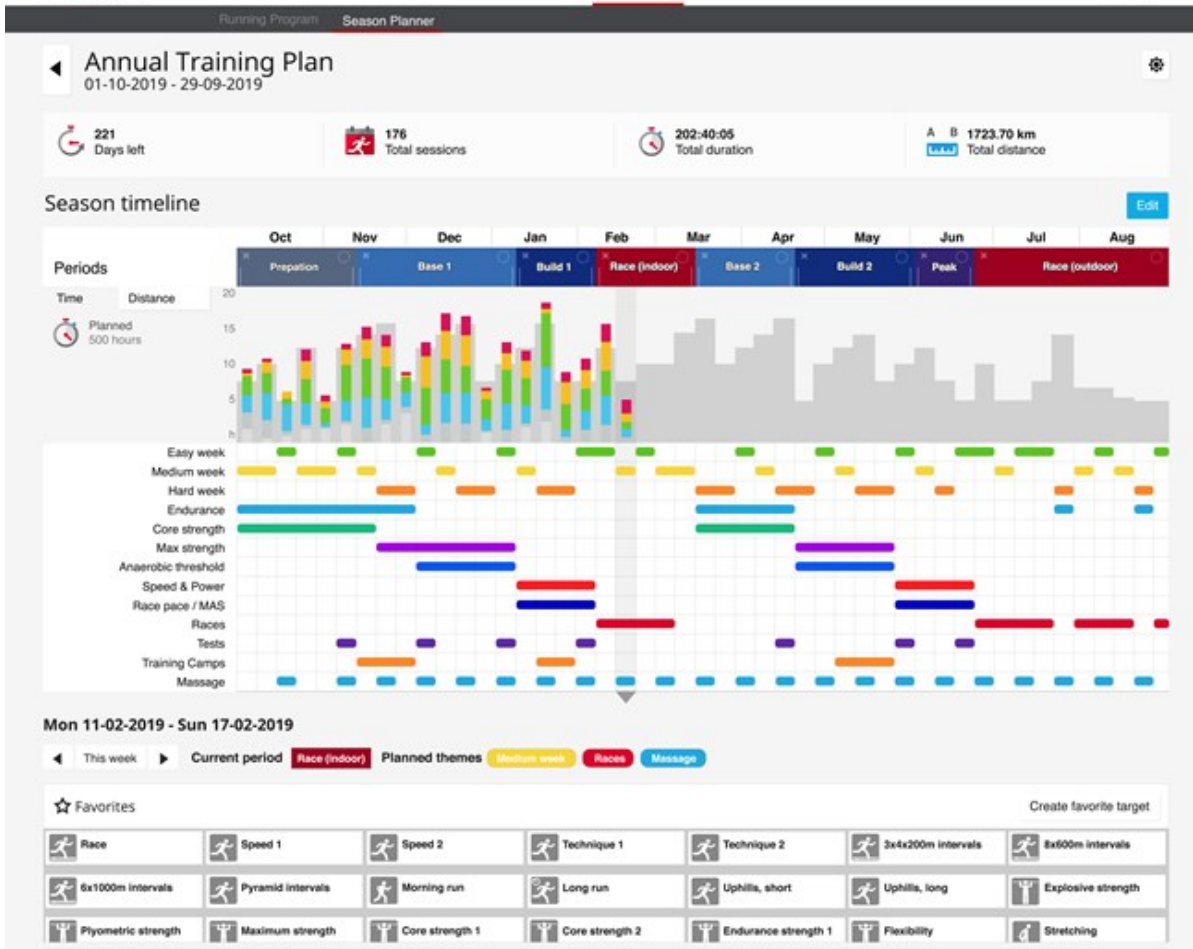 Running Program Season Planner
Annual Training Plan
01-10-2019 - 29-09-2019
221
Days left
176
Total sessions
202:40:05
Total duration
A B
1723.70 km
Total distance
Season timeline
Edit
Oct Nov Dec Jan Feb Mar Apr May Jun Jul Aug
Periods
Prepation Base 1 Build 1 Race (indoor) Base 2 Build 2 Peak Race (outdoor)
Time Distance
Planned
500 hours
20
15
10
5
h
Easy week
Medium week
Hard week
Endurance
Core strength
Max strength
Anaerobic threshold
Speed & Power
Race pace / MAS
Races
Tests
Training Camps
Massage
Mon 11-02-2019 - Sun 17-02-2019
This week Current period Race (indoor) Planned themes Medium week Races Massage
Favorites Create favorite target
Race Speed 1 Speed 2 Technique 1 Technique 2 3x4x200m intervals 8x600m intervals
6x1000m intervals Pyramid intervals Morning run Long run Uphills, short Uphills, long Explosive strength
Plyometric strength Maximum strength Core strength 1 Core strength 2 Endurance strength 1 Flexibility Stretching